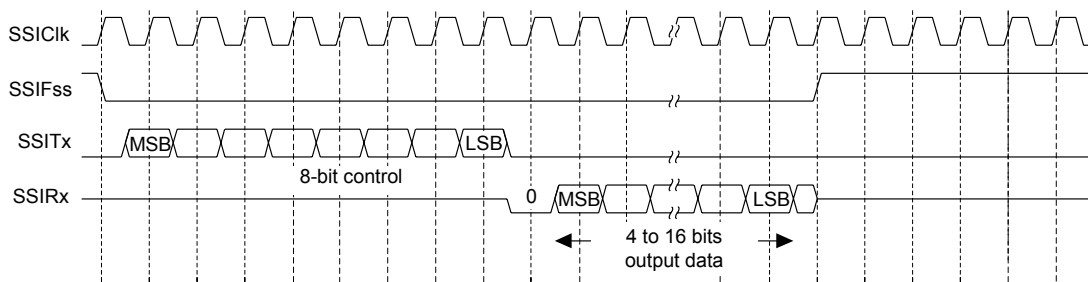 SSIClk
SSIFss
SSITx
MSB
LSB
8-bit control
SSIRx
0
MSB
LSB
4 to 16 bits
output data